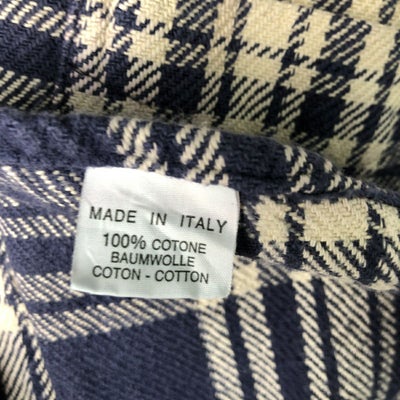 MADE IN ITALY
100% COTONE
BAUMWOLLE
COTON - COTTON